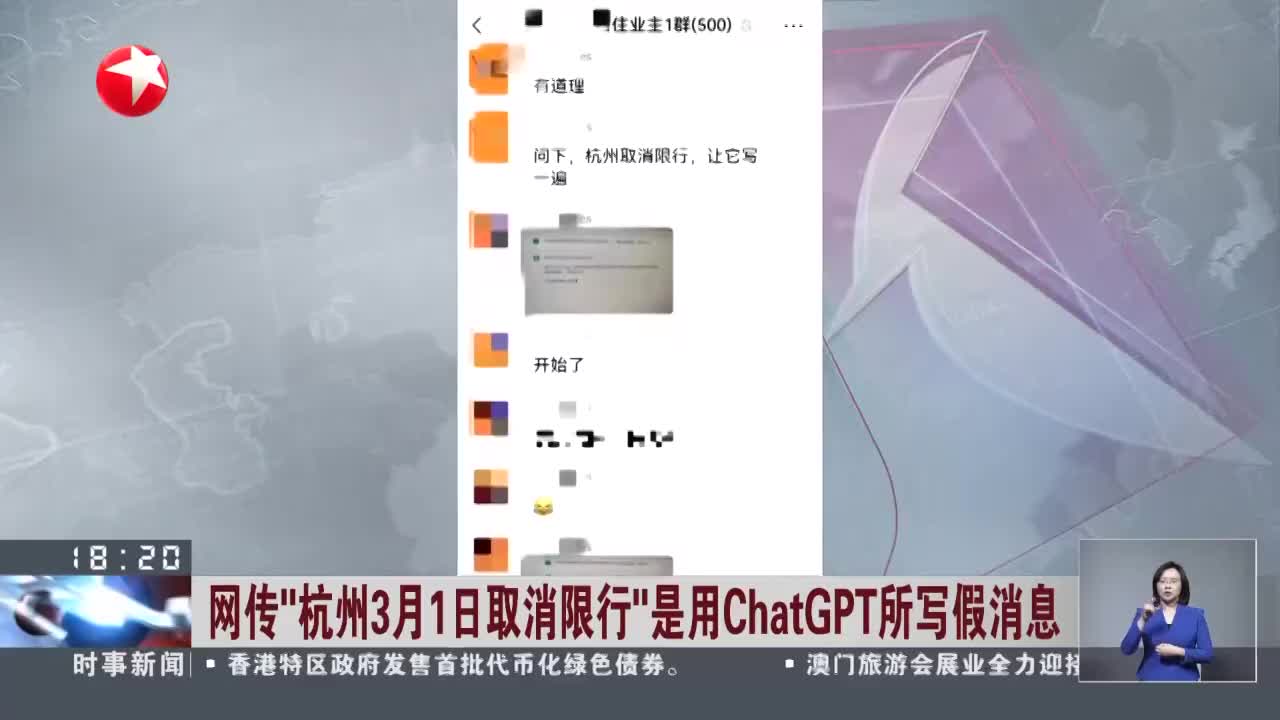 住业主1群(500)
有道理
问下，杭州取消限行，让它写
一遍
开始了
18:20
网传"杭州3月1日取消限行"是用ChatGPT所写假消息
时事新闻
▪ 香港特区政府发售首批代币化绿色债券。 ▪ 澳门旅游会展业全力迎接